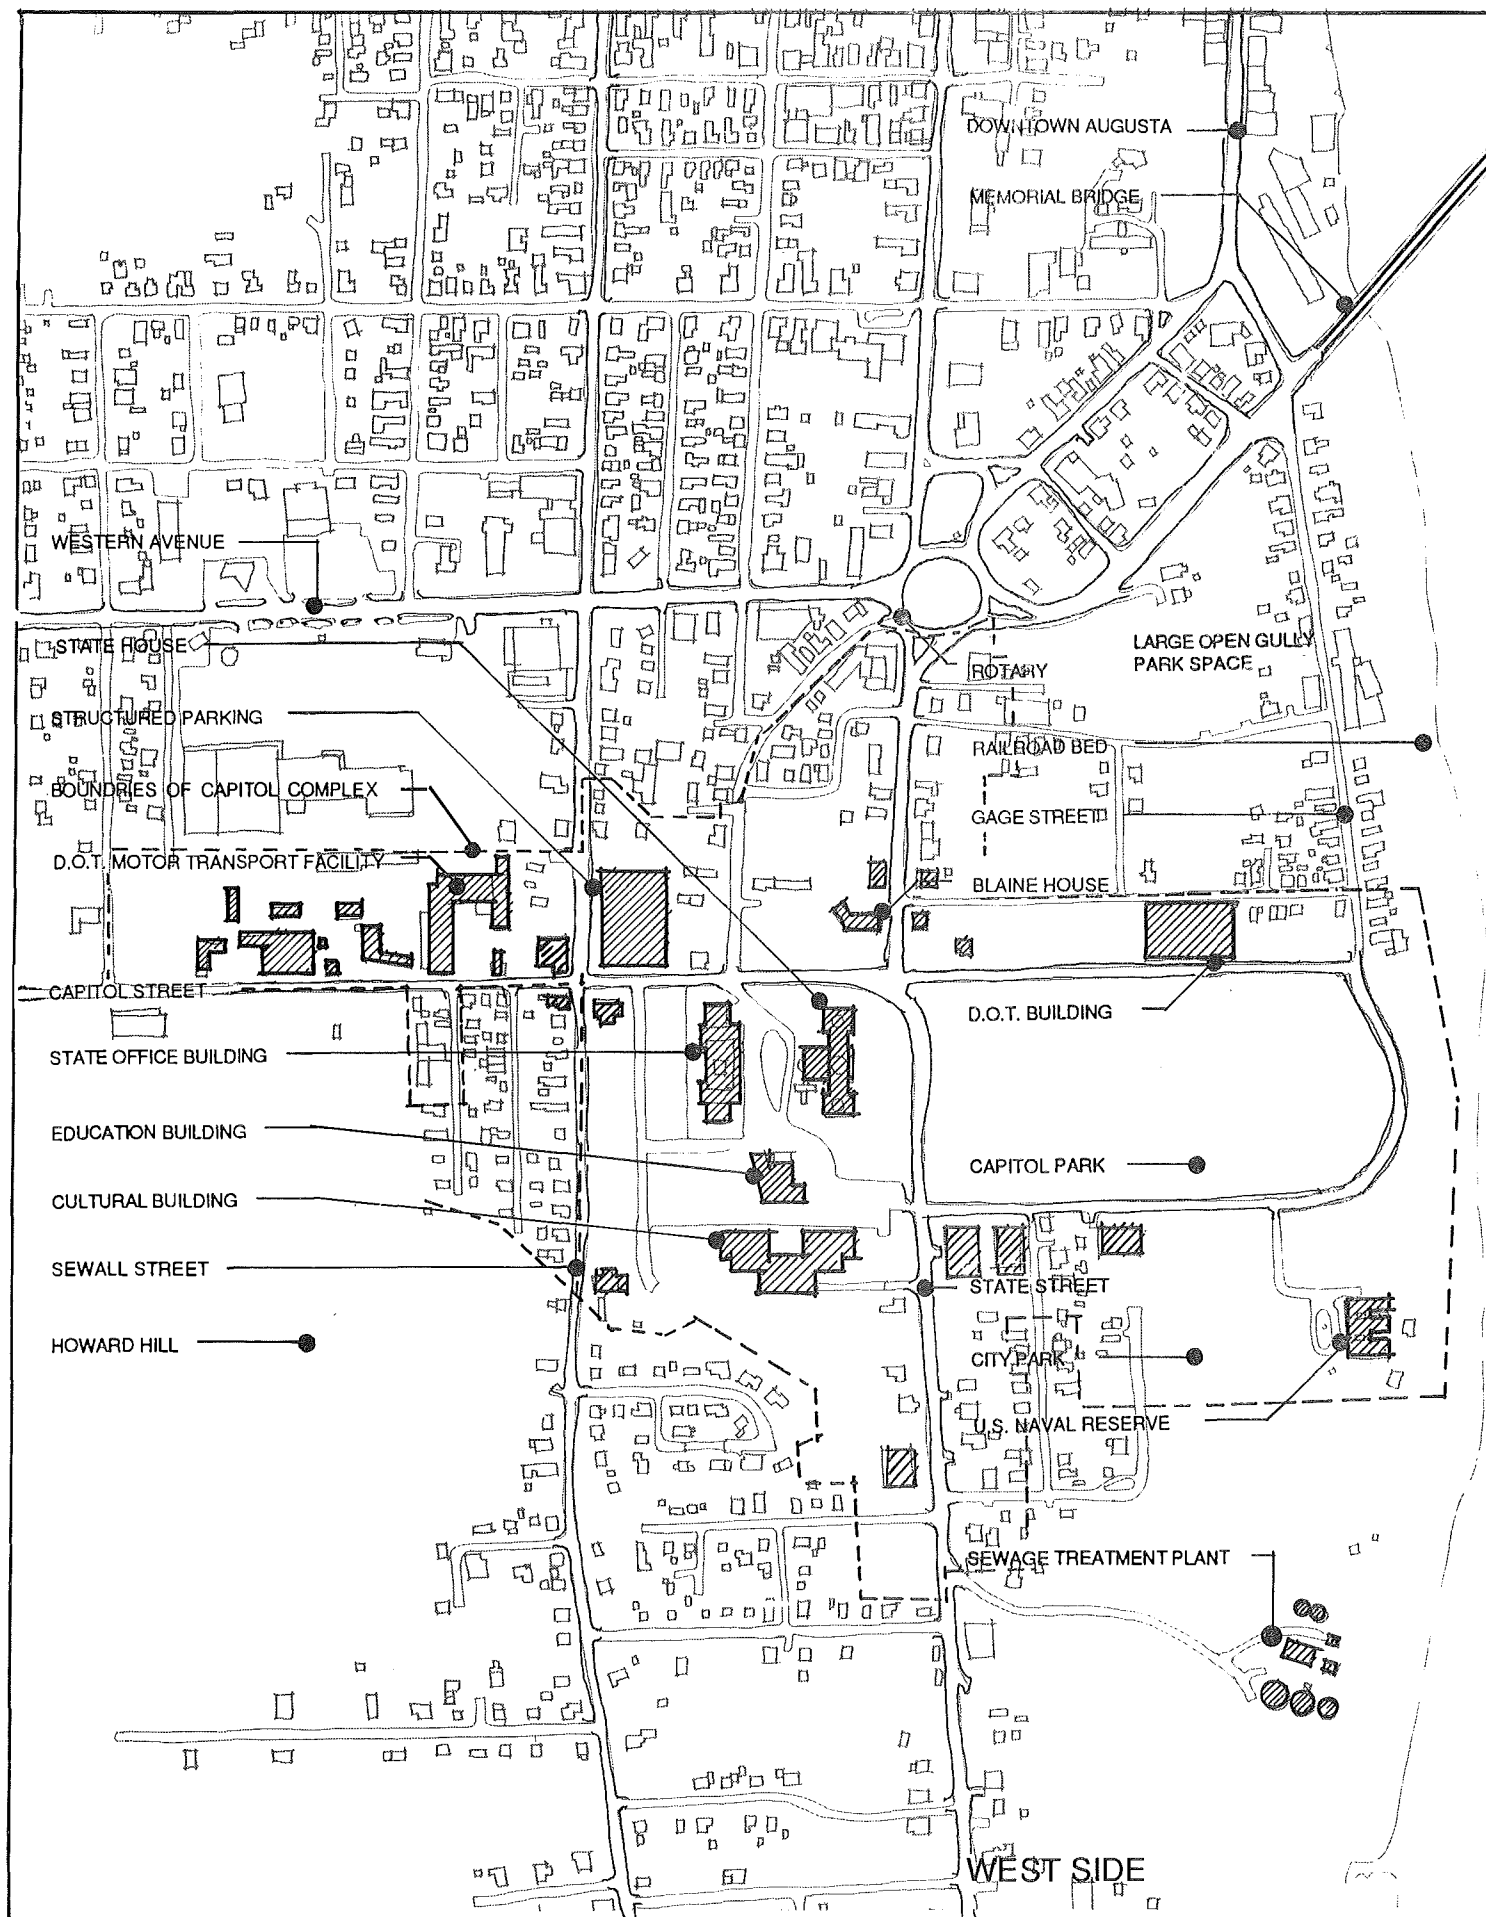 DOWNTOWN AUGUSTA
MEMORIAL BRIDGE
WESTERN AVENUE
STATE HOUSE
LARGE OPEN GULLY
PARK SPACE
ROTARY
STRUCTURED PARKING
RAILROAD BED
BOUNDRIES OF CAPITOL COMPLEX
GAGE STREET
D.O.T. MOTOR TRANSPORT FACILITY
BLAINE HOUSE
CAPITOL STREET
D.O.T. BUILDING
STATE OFFICE BUILDING
EDUCATION BUILDING
CAPITOL PARK
CULTURAL BUILDING
SEWALL STREET
STATE STREET
HOWARD HILL
CITY PARK
U.S. NAVAL RESERVE
SEWAGE TREATMENT PLANT
WEST SIDE